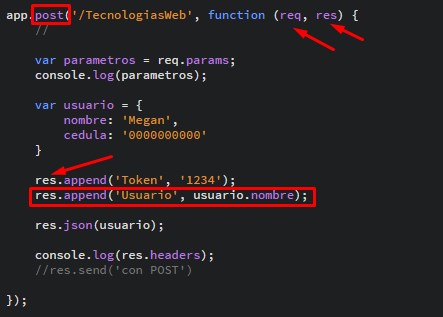 app.post('/TecnologiasWeb', function (req, res) {
//
var parametros = req.params;
console.log(parametros);
var usuario = {
nombre: 'Megan',
cedula: '0000000000'
}
res.append('Token', '1234');
res.append('Usuario', usuario.nombre);
res.json(usuario);
console.log(res.headers);
//res.send('con POST')
});